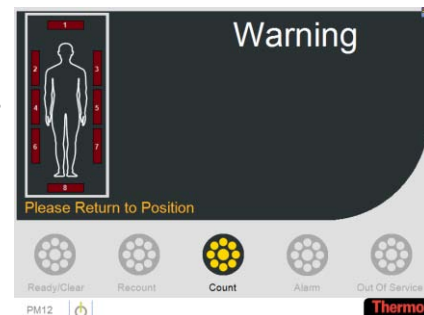 Warning
1
2
3
4
5
6
7
8
Please Return to Position
Ready/Clear
Recount
Count
Alarm
Out Of Service
PM12
Thermo